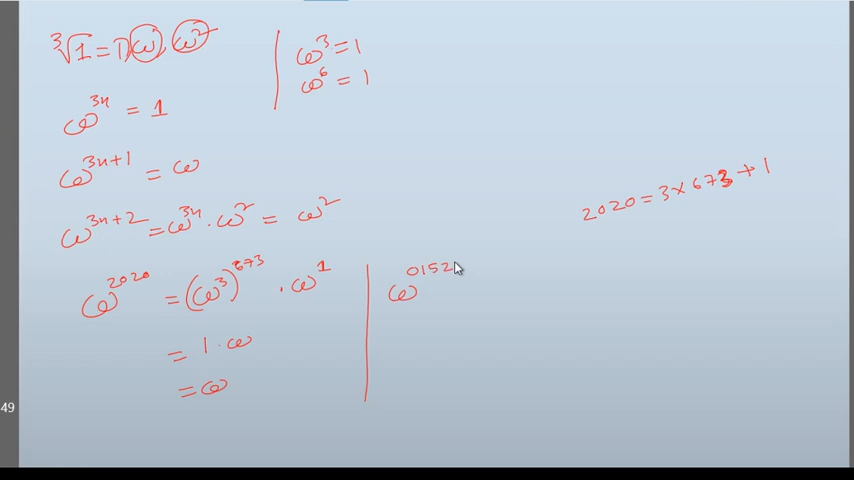 ∛1 = 1, ω, ω²
ω³ = 1
ω⁶ = 1
ω³ⁿ = 1
ω³ⁿ⁺¹ = ω
ω³ⁿ⁺² = ω³ⁿ · ω² = ω²
2020 = 3 × 673 + 1
ω²⁰²⁰ = (ω³)⁶⁷³ · ω¹
= 1 · ω
= ω
ω⁰¹⁵²
49